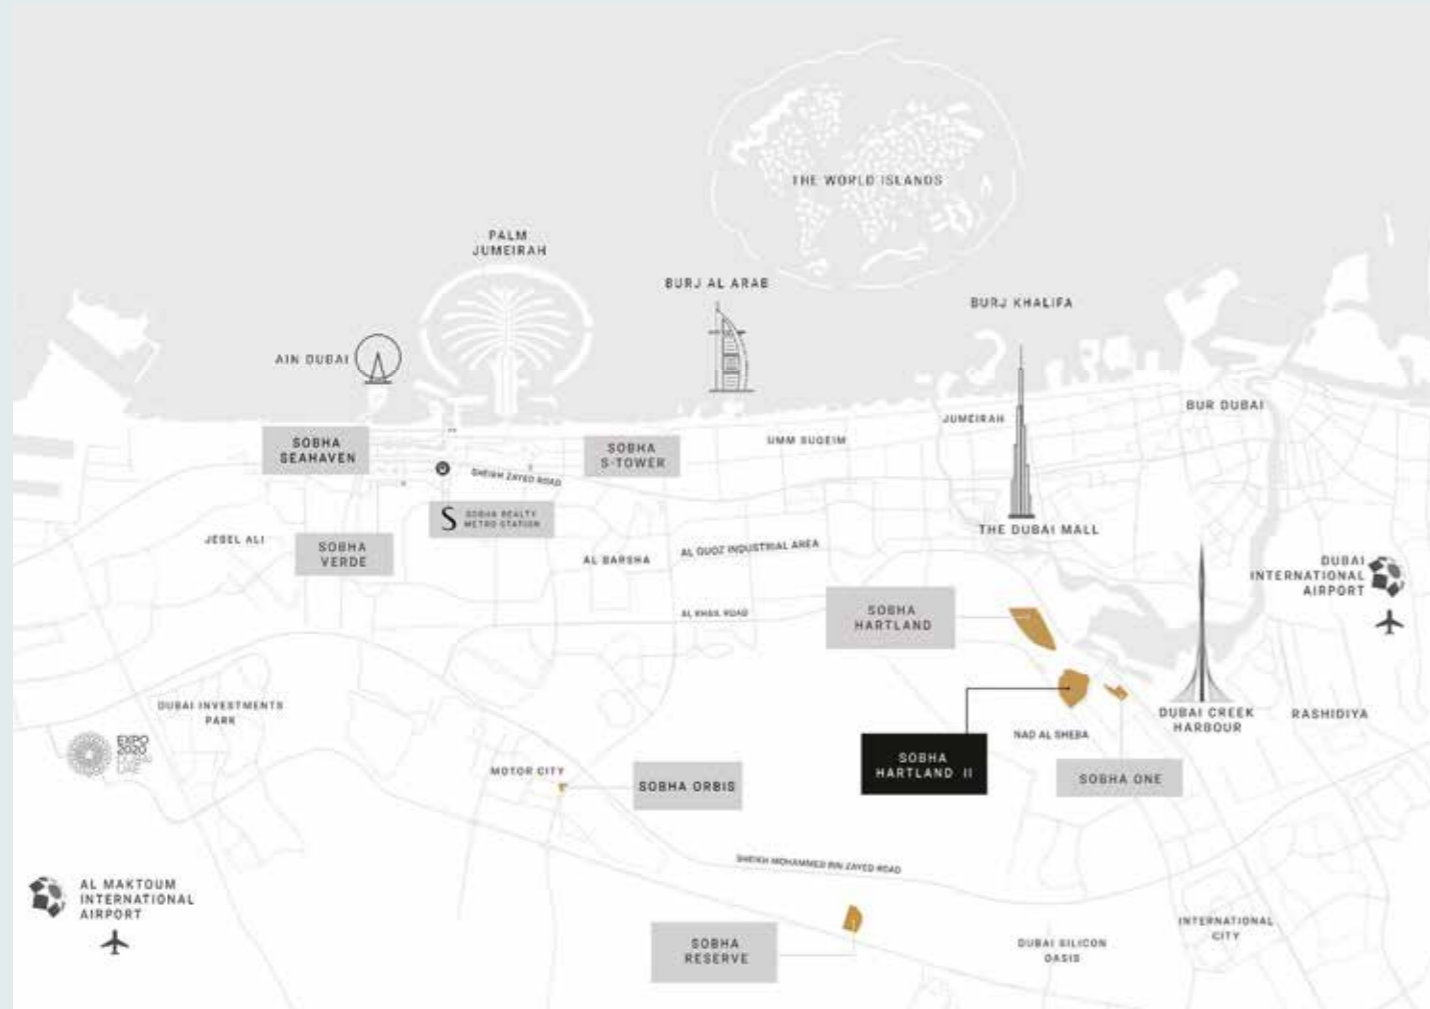 THE WORLD ISLANDS
PALM
JUMEIRAH
BURJ AL ARAB
BURJ KHALIFA
AIN DUBAI
BUR DUBAI
JUMEIRAH
SOBHA
SEAHAVEN
SOBHA
S-TOWER
UMM SUQEIM
SHEIKH ZAYED ROAD
S SOBHA REALTY
METRO STATION
THE DUBAI MALL
JEBEL ALI
SOBHA
VERDE
AL BARSHA
AL QUOZ INDUSTRIAL AREA
DUBAI
INTERNATIONAL
AIRPORT
AL KHAIL ROAD
SOBHA
HARTLAND
DUBAI INVESTMENTS
PARK
DUBAI CREEK
HARBOUR
RASHIDIYA
NAD AL SHEBA
EXPO
2020
SOBHA
HARTLAND II
MOTOR CITY
SOBHA ORBIS
SOBHA ONE
SHEIKH MOHAMMED BIN ZAYED ROAD
AL MAKTOUM
INTERNATIONAL
AIRPORT
INTERNATIONAL
CITY
SOBHA
RESERVE
DUBAI SILICON
OASIS